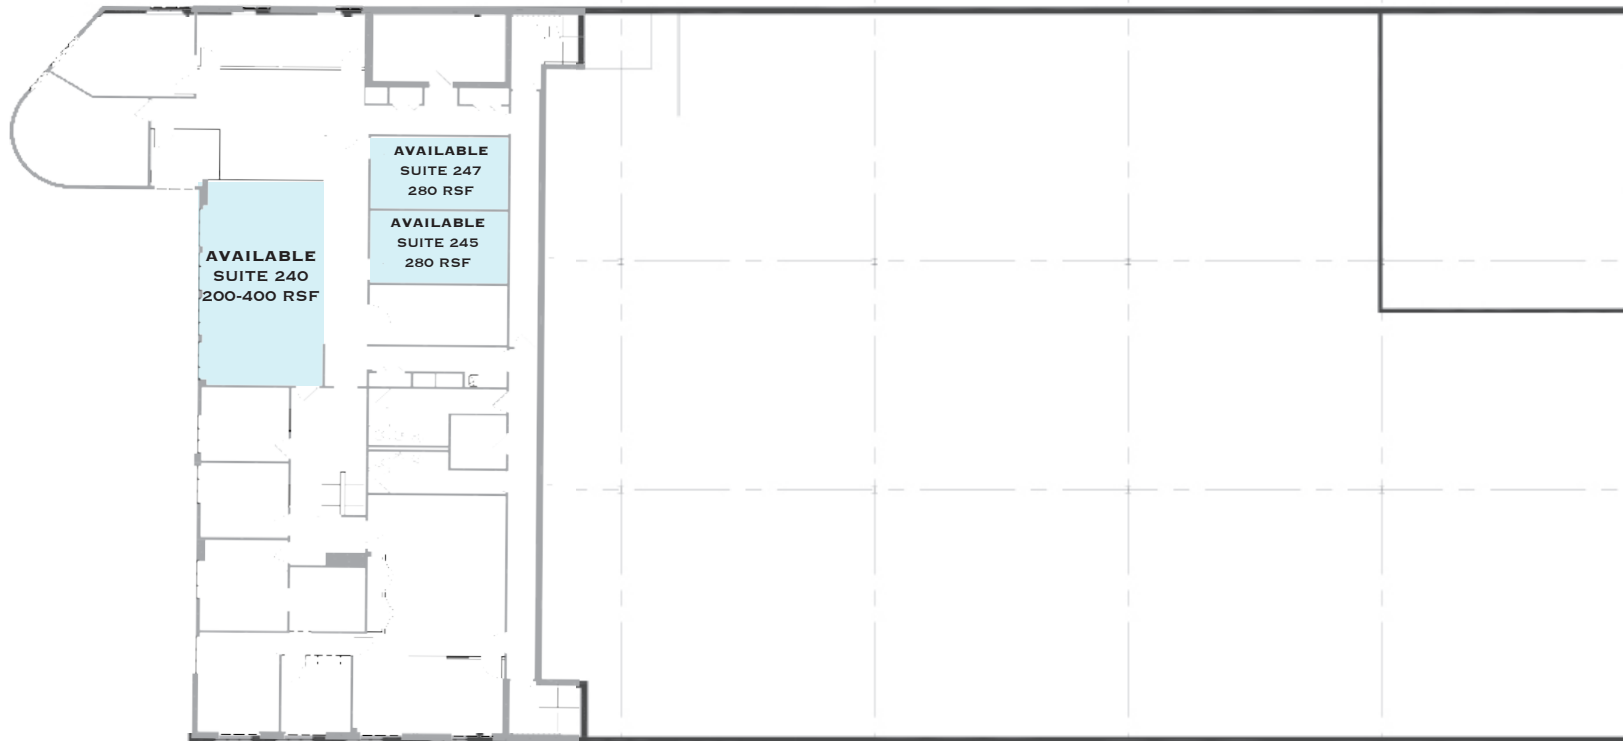 AVAILABLE
SUITE 247
280 RSF
AVAILABLE
SUITE 245
280 RSF
AVAILABLE
SUITE 240
200-400 RSF